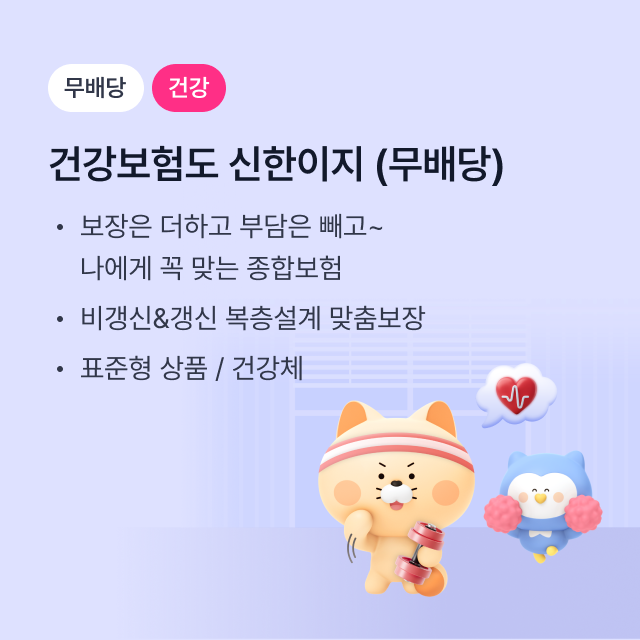 무배당 건강
건강보험도 신한이지 (무배당)
• 보장은 더하고 부담은 빼고~
나에게 꼭 맞는 종합보험
• 비갱신&갱신 복층설계 맞춤보장
• 표준형 상품 / 건강체